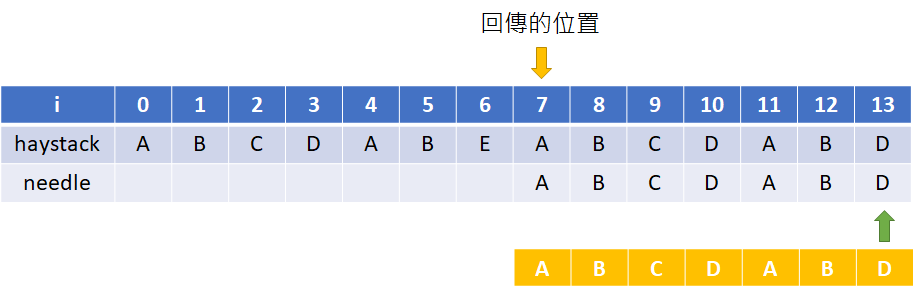 回傳的位置
i 0 1 2 3 4 5 6 7 8 9 10 11 12 13
haystack A B C D A B E A B C D A B D
needle A B C D A B D
A B C D A B D